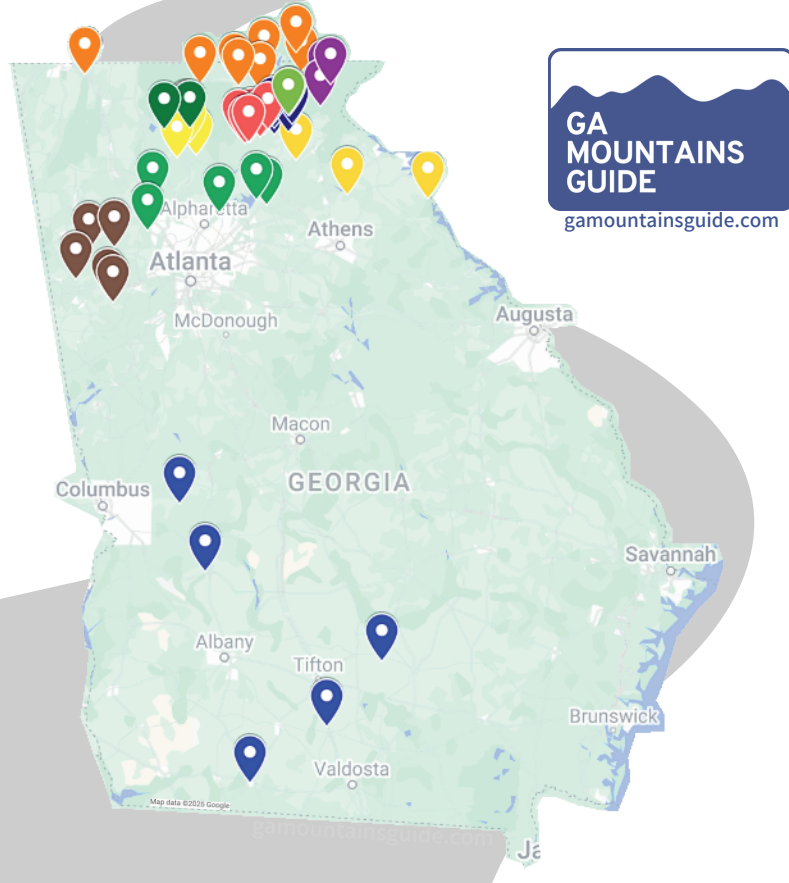 GA
MOUNTAINS
GUIDE
gamountainsguide.com
Alpharetta
Athens
Atlanta
McDonough
Augusta
Macon
GEORGIA
Columbus
Savannah
Albany
Tifton
Brunswick
Valdosta
Map data ©2025 Google
gamountainsguide.com
Ja